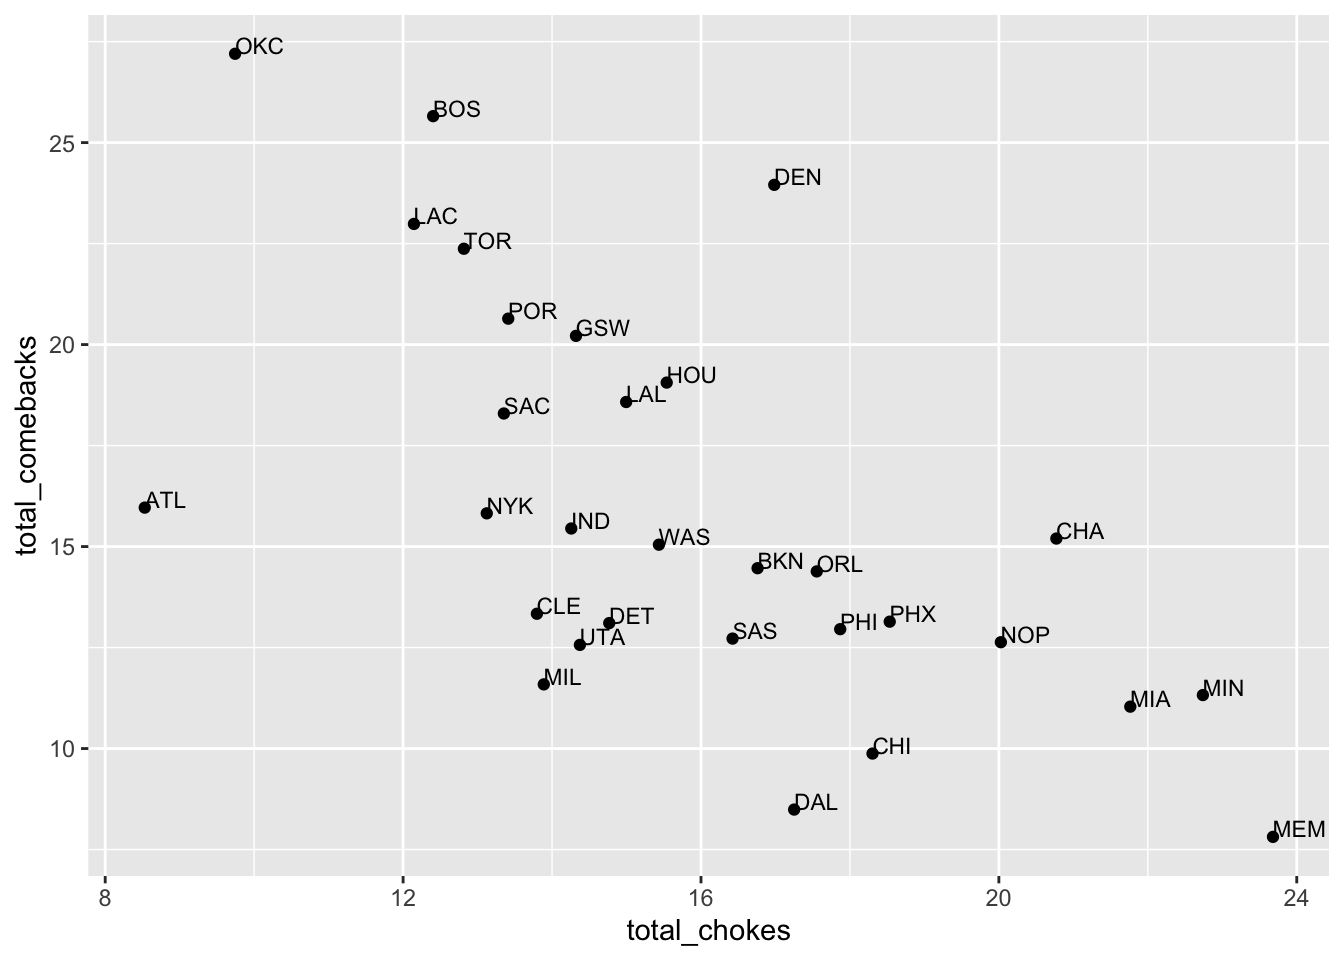 OKC
BOS
25
DEN
LAC
TOR
POR
GSW
20
HOU
LAL
SAC
ATL
NYK
IND
WAS
CHA
15
BKN
ORL
CLE
DET
PHI
PHX
UTA
SAS
NOP
MIL
MIA
MIN
10
CHI
DAL
MEM
8
12
16
20
24
total_chokes
total_comebacks